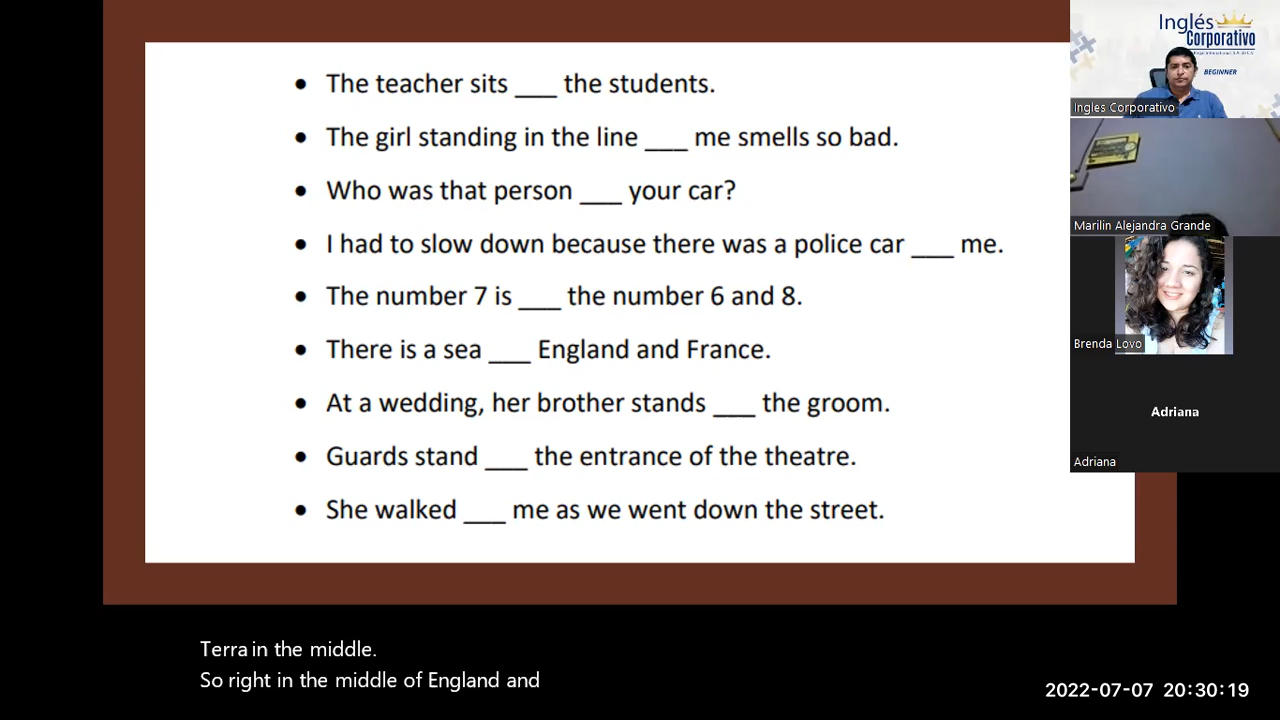 • The teacher sits ___ the students.
• The girl standing in the line ___ me smells so bad.
• Who was that person ___ your car?
• I had to slow down because there was a police car ___ me.
• The number 7 is ___ the number 6 and 8.
• There is a sea ___ England and France.
• At a wedding, her brother stands ___ the groom.
• Guards stand ___ the entrance of the theatre.
• She walked ___ me as we went down the street.
Inglés
Corporativo
BEGINNER
Ingles Corporativo
Marilin Alejandra Grande
Brenda Lovo
Adriana
Adriana
Terra in the middle.
So right in the middle of England and
2022-07-07 20:30:19